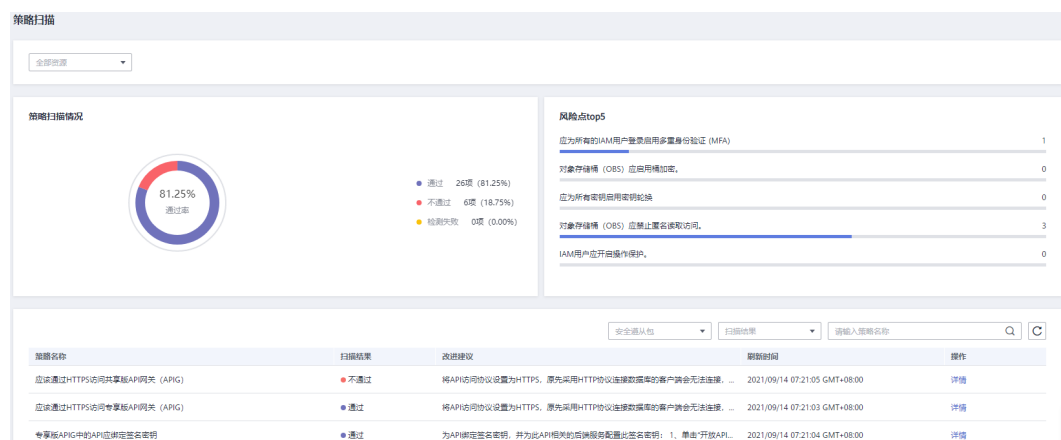 策略扫描
全部资源
策略扫描情况
81.25%
通过率
通过 26项 (81.25%)
不通过 6项 (18.75%)
检测失败 0项 (0.00%)
风险点top5
应为所有的IAM用户登录启用多重身份验证 (MFA) 1
对象存储桶 (OBS) 应启用桶加密。 0
应为所有密钥启用密钥轮换 0
对象存储桶 (OBS) 应禁止匿名读取访问。 3
IAM用户应开启操作保护。 0
安全遵从包 扫描结果 请输入策略名称
策略名称 扫描结果 改进建议 刷新时间 操作
应该通过HTTPS访问共享版API网关 (APIG) 不通过 将API访问协议设置为HTTPS，原先采用HTTP协议连接数据库的客户端会无法连接，... 2021/09/14 07:21:05 GMT+08:00 详情
应该通过HTTPS访问专享版API网关 (APIG) 通过 将API访问协议设置为HTTPS，原先采用HTTP协议连接数据库的客户端会无法连接，... 2021/09/14 07:21:03 GMT+08:00 详情
专享版APIG中的API应绑定签名密钥 通过 为API绑定签名密钥，并为此API相关的后端服务配置此签名密钥： 1、单击“开放API... 2021/09/14 07:21:04 GMT+08:00 详情